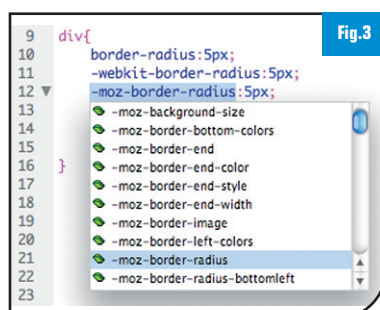 Fig.3
9 div{
10 border-radius:5px;
11 -webkit-border-radius:5px;
12 -moz-border-radius:5px;
13 -moz-background-size
14 -moz-border-bottom-colors
15 -moz-border-end
16 } -moz-border-end-color
17 -moz-border-end-style
18 -moz-border-end-width
19 -moz-border-image
20 -moz-border-left-colors
21 -moz-border-radius
22 -moz-border-radius-bottomleft
23